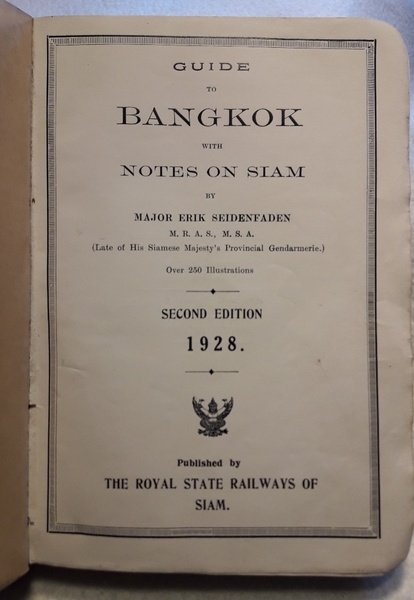 GUIDE
TO
BANGKOK
WITH
NOTES ON SIAM
BY
MAJOR ERIK SEIDENFADEN
M. R. A. S., M. S. A.
(Late of His Siamese Majesty's Provincial Gendarmerie.)
Over 250 Illustrations
SECOND EDITION
1928.
Published by
THE ROYAL STATE RAILWAYS OF
SIAM.